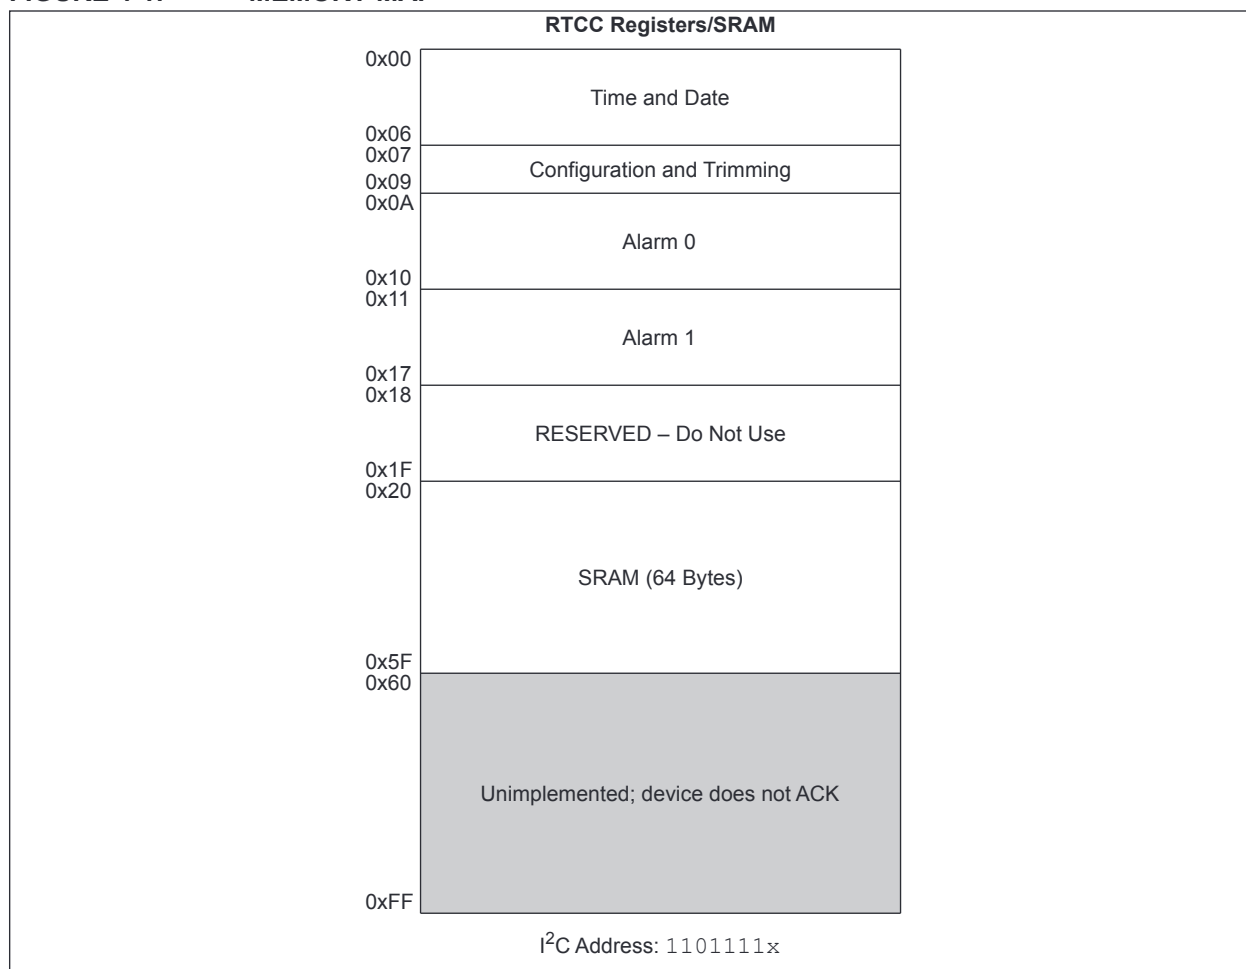 RTCC Registers/SRAM
0x00
Time and Date
0x06
0x07
Configuration and Trimming
0x09
0x0A
Alarm 0
0x10
0x11
Alarm 1
0x17
0x18
RESERVED – Do Not Use
0x1F
0x20
SRAM (64 Bytes)
0x5F
0x60
Unimplemented; device does not ACK
0xFF
I²C Address: 1101111x